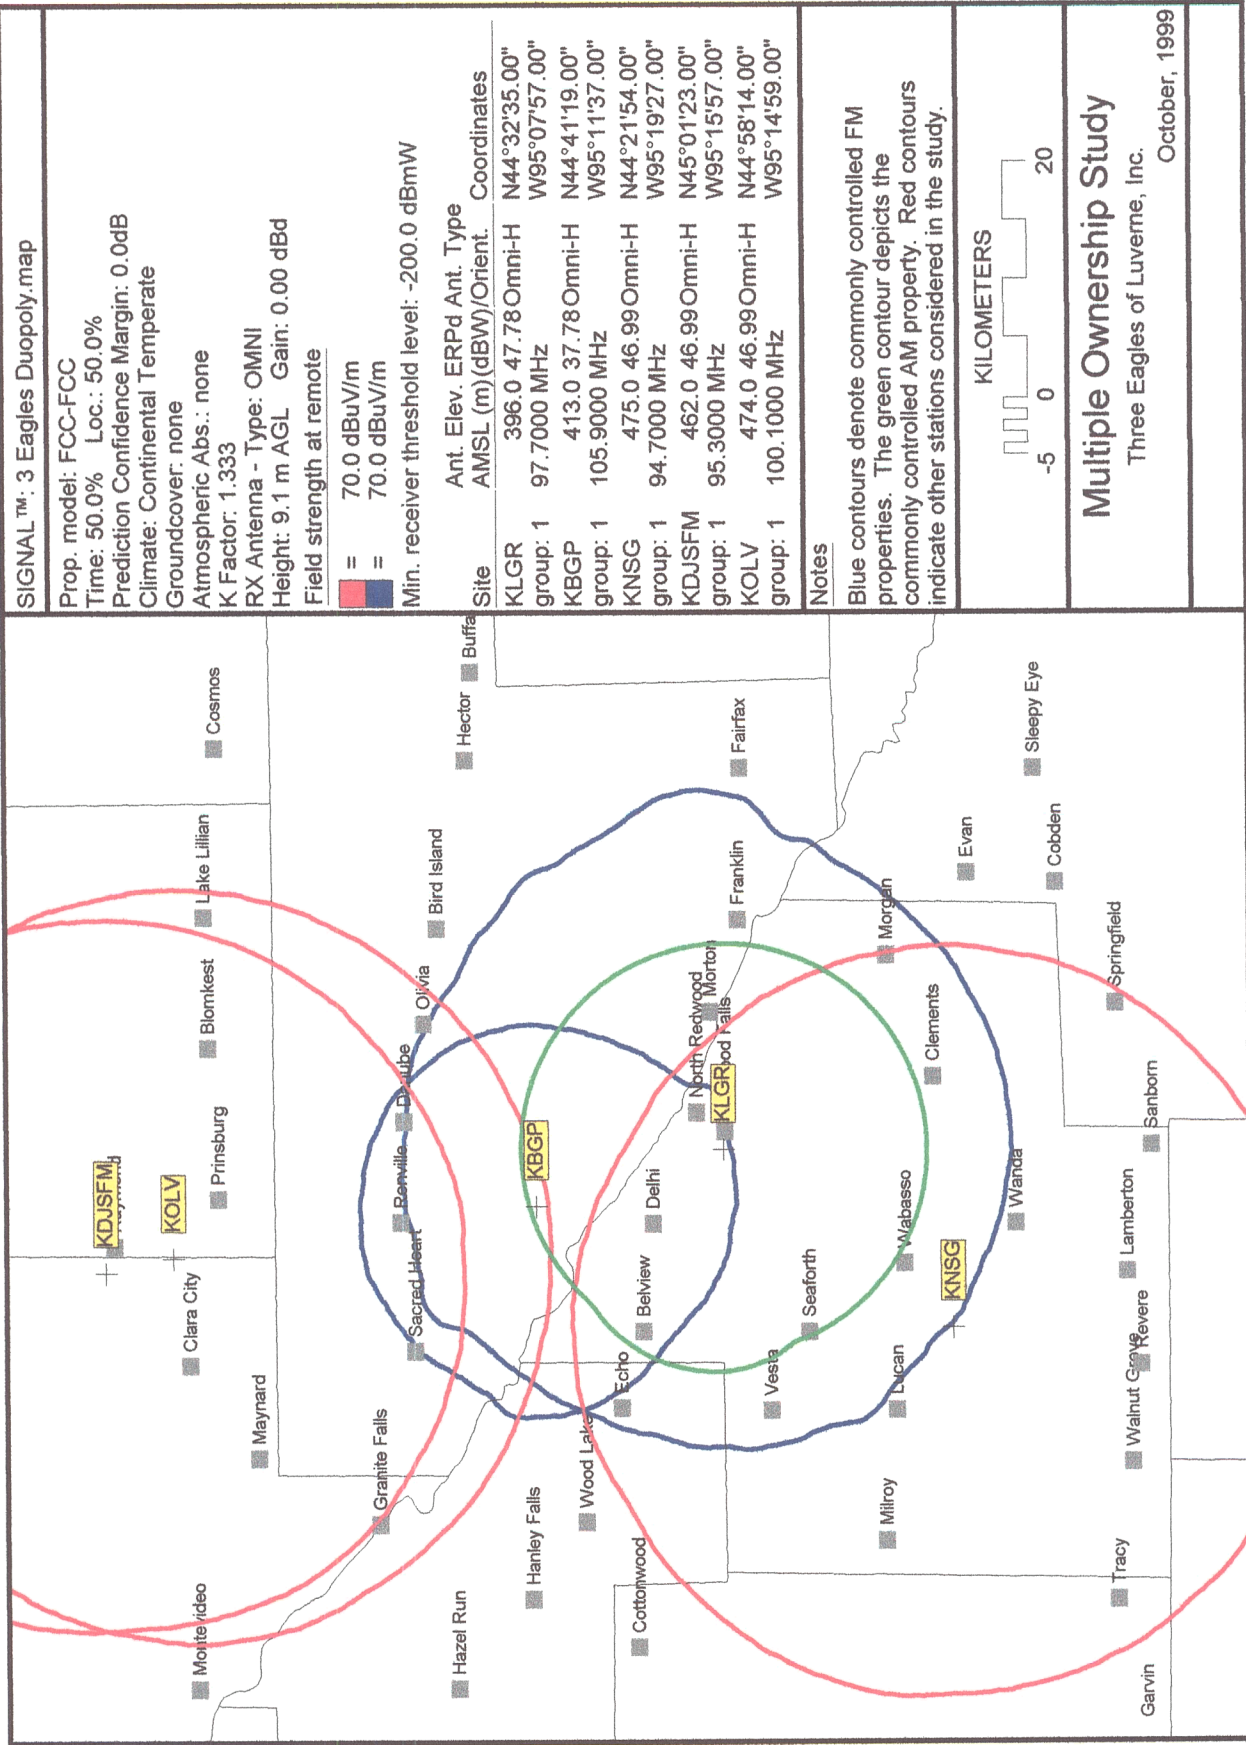 SIGNAL™: 3 Eagles Duopoly.map
Prop. model: FCC-FCC
Time: 50.0% Loc.: 50.0%
Prediction Confidence Margin: 0.0dB
Climate: Continental Temperate
Groundcover: none
Atmospheric Abs.: none
K Factor: 1.333
RX Antenna - Type: OMNI
Height: 9.1 m AGL Gain: 0.00 dBd
Field strength at remote
= 70.0 dBuV/m
= 70.0 dBuV/m
Min. receiver threshold level: -200.0 dBmW
Ant. Elev. ERPd Ant. Type
Site AMSL (m) (dBW)/Orient. Coordinates
KLGR 396.0 47.78 Omni-H N44°32'35.00"
group: 1 97.7000 MHz W95°07'57.00"
KBGP 413.0 37.78 Omni-H N44°41'19.00"
group: 1 105.9000 MHz W95°11'37.00"
KNSG 475.0 46.99 Omni-H N44°21'54.00"
group: 1 94.7000 MHz W95°19'27.00"
KDJSFM 462.0 46.99 Omni-H N45°01'23.00"
group: 1 95.3000 MHz W95°15'57.00"
KOLV 474.0 46.99 Omni-H N44°58'14.00"
group: 1 100.1000 MHz W95°14'59.00"
Notes
Blue contours denote commonly controlled FM
properties. The green contour depicts the
commonly controlled AM property. Red contours
indicate other stations considered in the study.
KILOMETERS
-5 0 20
Multiple Ownership Study
Three Eagles of Luverne, Inc.
October, 1999
KDJSFM
KOLV
Montevideo
Clara City
Prinsburg
Blomkest
Lake Lillian
Cosmos
Maynard
Granite Falls
Sacred Heart
Renville
Danube
Olivia
Bird Island
Hector
Buffa
Hazel Run
Hanley Falls
KBGP
Wood Lake
Echo
Belview
Delhi
North Redwood
Morton
ood Falls
KLGR
Franklin
Fairfax
Cottonwood
Vesta
Seaforth
Milroy
Lucan
Wabasso
Clements
Morgan
KNSG
Evan
Wanda
Sleepy Eye
Cobden
Tracy
Walnut Grove
Revere
Lamberton
Sanborn
Springfield
Garvin